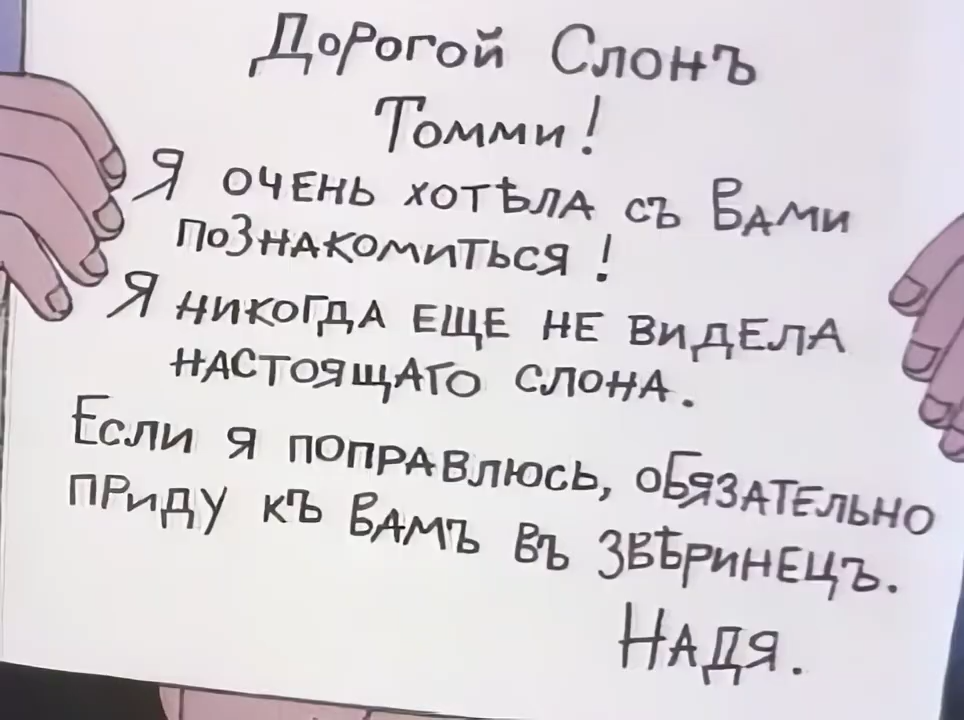 Дорогой Слонъ
Томми!
Я очень хотѣла съ Вами
познакомиться!
Я никогда еще не видела
настоящаго слона.
Если я поправлюсь, обязательно
приду къ вамъ въ звѣринецъ.
Надя.